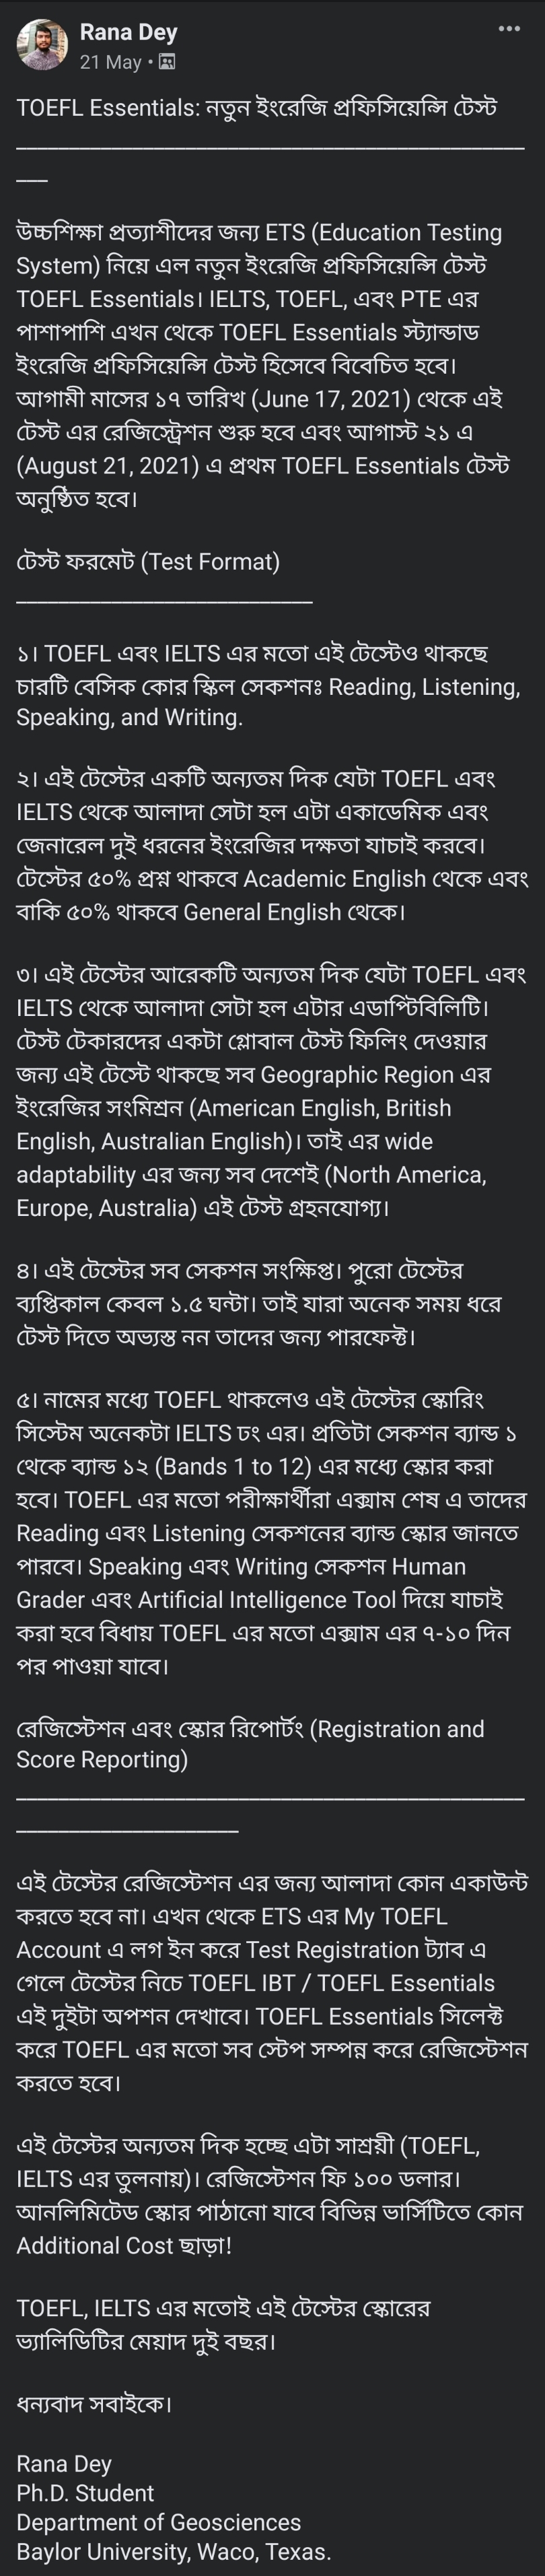 Rana Dey
21 May •
TOEFL Essentials: নতুন ইংরেজি প্রফিসিয়েন্সি টেস্ট
________________________________________________
___
উচ্চশিক্ষা প্রত্যাশীদের জন্য ETS (Education Testing
System) নিয়ে এল নতুন ইংরেজি প্রফিসিয়েন্সি টেস্ট
TOEFL Essentials। IELTS, TOEFL, এবং PTE এর
পাশাপাশি এখন থেকে TOEFL Essentials স্ট্যান্ডাড
ইংরেজি প্রফিসিয়েন্সি টেস্ট হিসেবে বিবেচিত হবে।
আগামী মাসের ১৭ তারিখ (June 17, 2021) থেকে এই
টেস্ট এর রেজিস্ট্রেশন শুরু হবে এবং আগাস্ট ২১ এ
(August 21, 2021) এ প্রথম TOEFL Essentials টেস্ট
অনুষ্ঠিত হবে।
টেস্ট ফরমেট (Test Format)
____________________________
১। TOEFL এবং IELTS এর মতো এই টেস্টেও থাকছে
চারটি বেসিক কোর স্কিল সেকশনঃ Reading, Listening,
Speaking, and Writing.
২। এই টেস্টের একটি অন্যতম দিক যেটা TOEFL এবং
IELTS থেকে আলাদা সেটা হল এটা একাডেমিক এবং
জেনারেল দুই ধরনের ইংরেজির দক্ষতা যাচাই করবে।
টেস্টের ৫০% প্রশ্ন থাকবে Academic English থেকে এবং
বাকি ৫০% থাকবে General English থেকে।
৩। এই টেস্টের আরেকটি অন্যতম দিক যেটা TOEFL এবং
IELTS থেকে আলাদা সেটা হল এটার এডাপ্টিবিলিটি।
টেস্ট টেকারদের একটা গ্লোবাল টেস্ট ফিলিং দেওয়ার
জন্য এই টেস্টে থাকছে সব Geographic Region এর
ইংরেজির সংমিশ্রন (American English, British
English, Australian English)। তাই এর wide
adaptability এর জন্য সব দেশেই (North America,
Europe, Australia) এই টেস্ট গ্রহনযোগ্য।
৪। এই টেস্টের সব সেকশন সংক্ষিপ্ত। পুরো টেস্টের
ব্যপ্তিকাল কেবল ১.৫ ঘন্টা। তাই যারা অনেক সময় ধরে
টেস্ট দিতে অভ্যস্ত নন তাদের জন্য পারফেক্ট।
৫। নামের মধ্যে TOEFL থাকলেও এই টেস্টের স্কোরিং
সিস্টেম অনেকটা IELTS ঢং এর। প্রতিটা সেকশন ব্যান্ড ১
থেকে ব্যান্ড ১২ (Bands 1 to 12) এর মধ্যে স্কোর করা
হবে। TOEFL এর মতো পরীক্ষার্থীরা এক্সাম শেষ এ তাদের
Reading এবং Listening সেকশনের ব্যান্ড স্কোর জানতে
পারবে। Speaking এবং Writing সেকশন Human
Grader এবং Artificial Intelligence Tool দিয়ে যাচাই
করা হবে বিধায় TOEFL এর মতো এক্সাম এর ৭-১০ দিন
পর পাওয়া যাবে।
রেজিস্টেশন এবং স্কোর রিপোর্টিং (Registration and
Score Reporting)
________________________________________________
_____________________
এই টেস্টের রেজিস্টেশন এর জন্য আলাদা কোন একাউন্ট
করতে হবে না। এখন থেকে ETS এর My TOEFL
Account এ লগ ইন করে Test Registration ট্যাব এ
গেলে টেস্টের নিচে TOEFL IBT / TOEFL Essentials
এই দুইটা অপশন দেখাবে। TOEFL Essentials সিলেক্ট
করে TOEFL এর মতো সব স্টেপ সম্পন্ন করে রেজিস্টেশন
করতে হবে।
এই টেস্টের অন্যতম দিক হচ্ছে এটা সাশ্রয়ী (TOEFL,
IELTS এর তুলনায়)। রেজিস্টেশন ফি ১০০ ডলার।
আনলিমিটেড স্কোর পাঠানো যাবে বিভিন্ন ভার্সিটিতে কোন
Additional Cost ছাড়া!
TOEFL, IELTS এর মতোই এই টেস্টের স্কোরের
ভ্যালিডিটির মেয়াদ দুই বছর।
ধন্যবাদ সবাইকে।
Rana Dey
Ph.D. Student
Department of Geosciences
Baylor University, Waco, Texas.